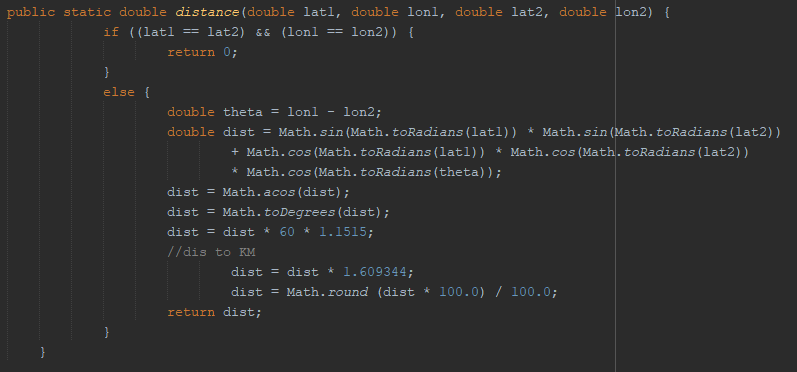 public static double distance(double lat1, double lon1, double lat2, double lon2) {
if ((lat1 == lat2) && (lon1 == lon2)) {
return 0;
}
else {
double theta = lon1 - lon2;
double dist = Math.sin(Math.toRadians(lat1)) * Math.sin(Math.toRadians(lat2))
+ Math.cos(Math.toRadians(lat1)) * Math.cos(Math.toRadians(lat2))
* Math.cos(Math.toRadians(theta));
dist = Math.acos(dist);
dist = Math.toDegrees(dist);
dist = dist * 60 * 1.1515;
//dis to KM
dist = dist * 1.609344;
dist = Math.round (dist * 100.0) / 100.0;
return dist;
}
}